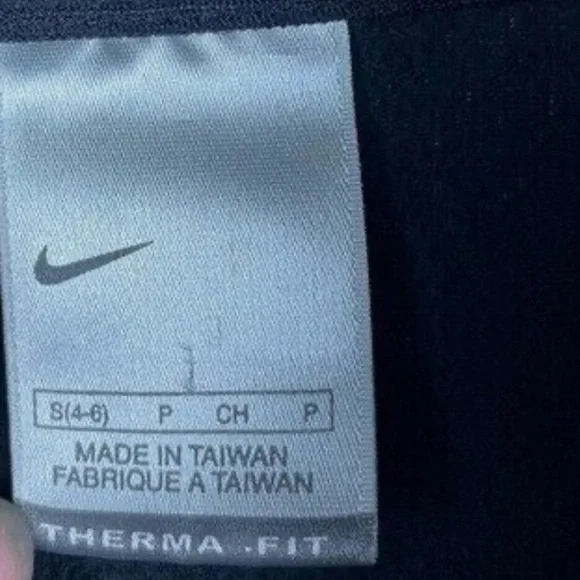 S(4-6) P CH P
MADE IN TAIWAN
FABRIQUE A TAIWAN
THERMA .FIT